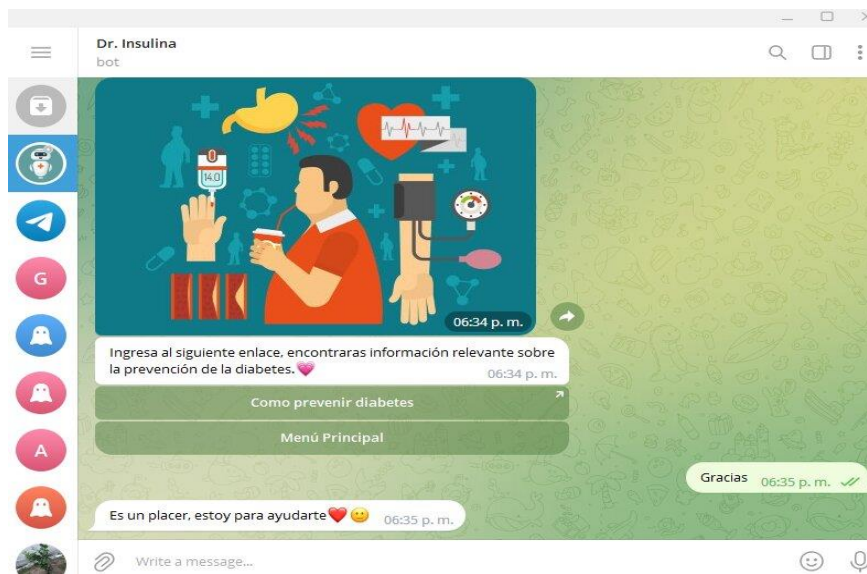 Dr. Insulina
bot
14.0
06:34 p. m.
Ingresa al siguiente enlace, encontraras información relevante sobre
la prevención de la diabetes.💗
06:34 p. m.
Como prevenir diabetes
Menú Principal
G
A
Gracias 06:35 p. m.
Es un placer, estoy para ayudarte❤️🙂 06:35 p. m.
Write a message...